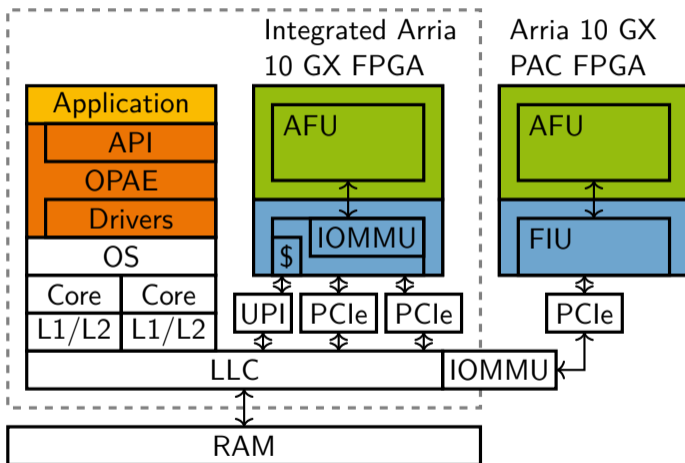 Integrated Arria
10 GX FPGA
Arria 10 GX
PAC FPGA
Application
API
OPAE
Drivers
OS
Core
Core
L1/L2
L1/L2
AFU
IOMMU
$
AFU
FIU
UPI
PCIe
PCIe
PCIe
LLC
IOMMU
RAM